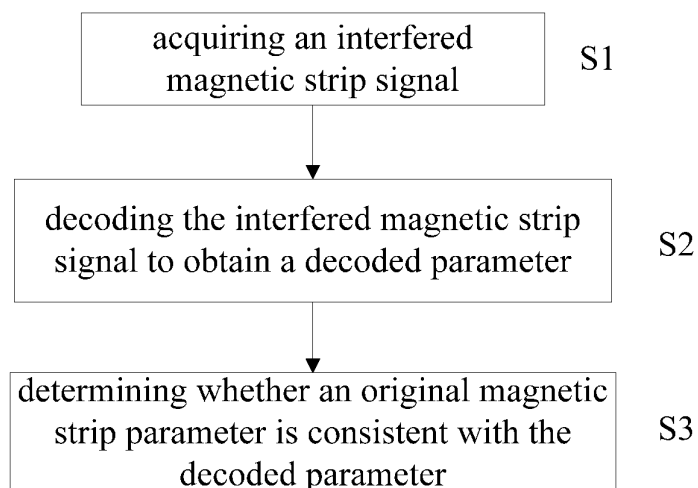 acquiring an interfered
magnetic strip signal
S1
decoding the interfered magnetic strip
signal to obtain a decoded parameter
S2
determining whether an original magnetic
strip parameter is consistent with the
decoded parameter
S3